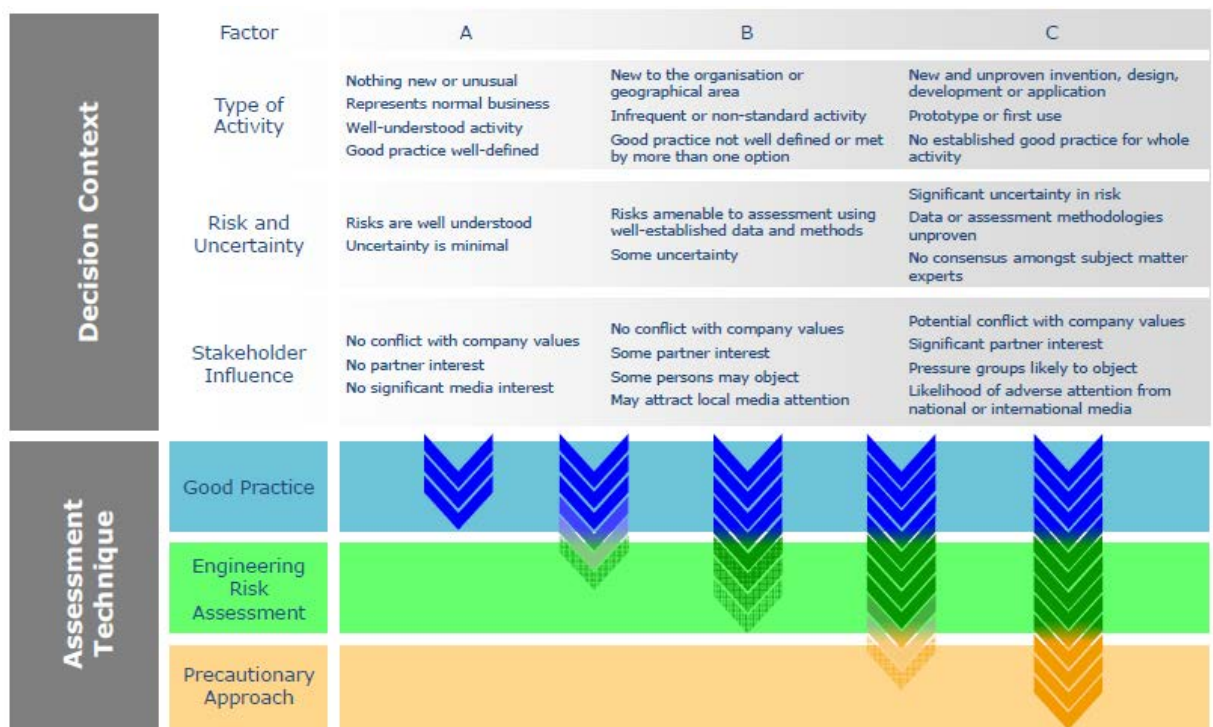 Decision Context
Factor
A
B
C
Type of
Activity
Nothing new or unusual
Represents normal business
Well-understood activity
Good practice well-defined
New to the organisation or
geographical area
Infrequent or non-standard activity
Good practice not well defined or met
by more than one option
New and unproven invention, design,
development or application
Prototype or first use
No established good practice for whole
activity
Risk and
Uncertainty
Risks are well understood
Uncertainty is minimal
Risks amenable to assessment using
well-established data and methods
Some uncertainty
Significant uncertainty in risk
Data or assessment methodologies
unproven
No consensus amongst subject matter
experts
Stakeholder
Influence
No conflict with company values
No partner interest
No significant media interest
No conflict with company values
Some partner interest
Some persons may object
May attract local media attention
Potential conflict with company values
Significant partner interest
Pressure groups likely to object
Likelihood of adverse attention from
national or international media
Assessment
Technique
Good Practice
Engineering
Risk
Assessment
Precautionary
Approach